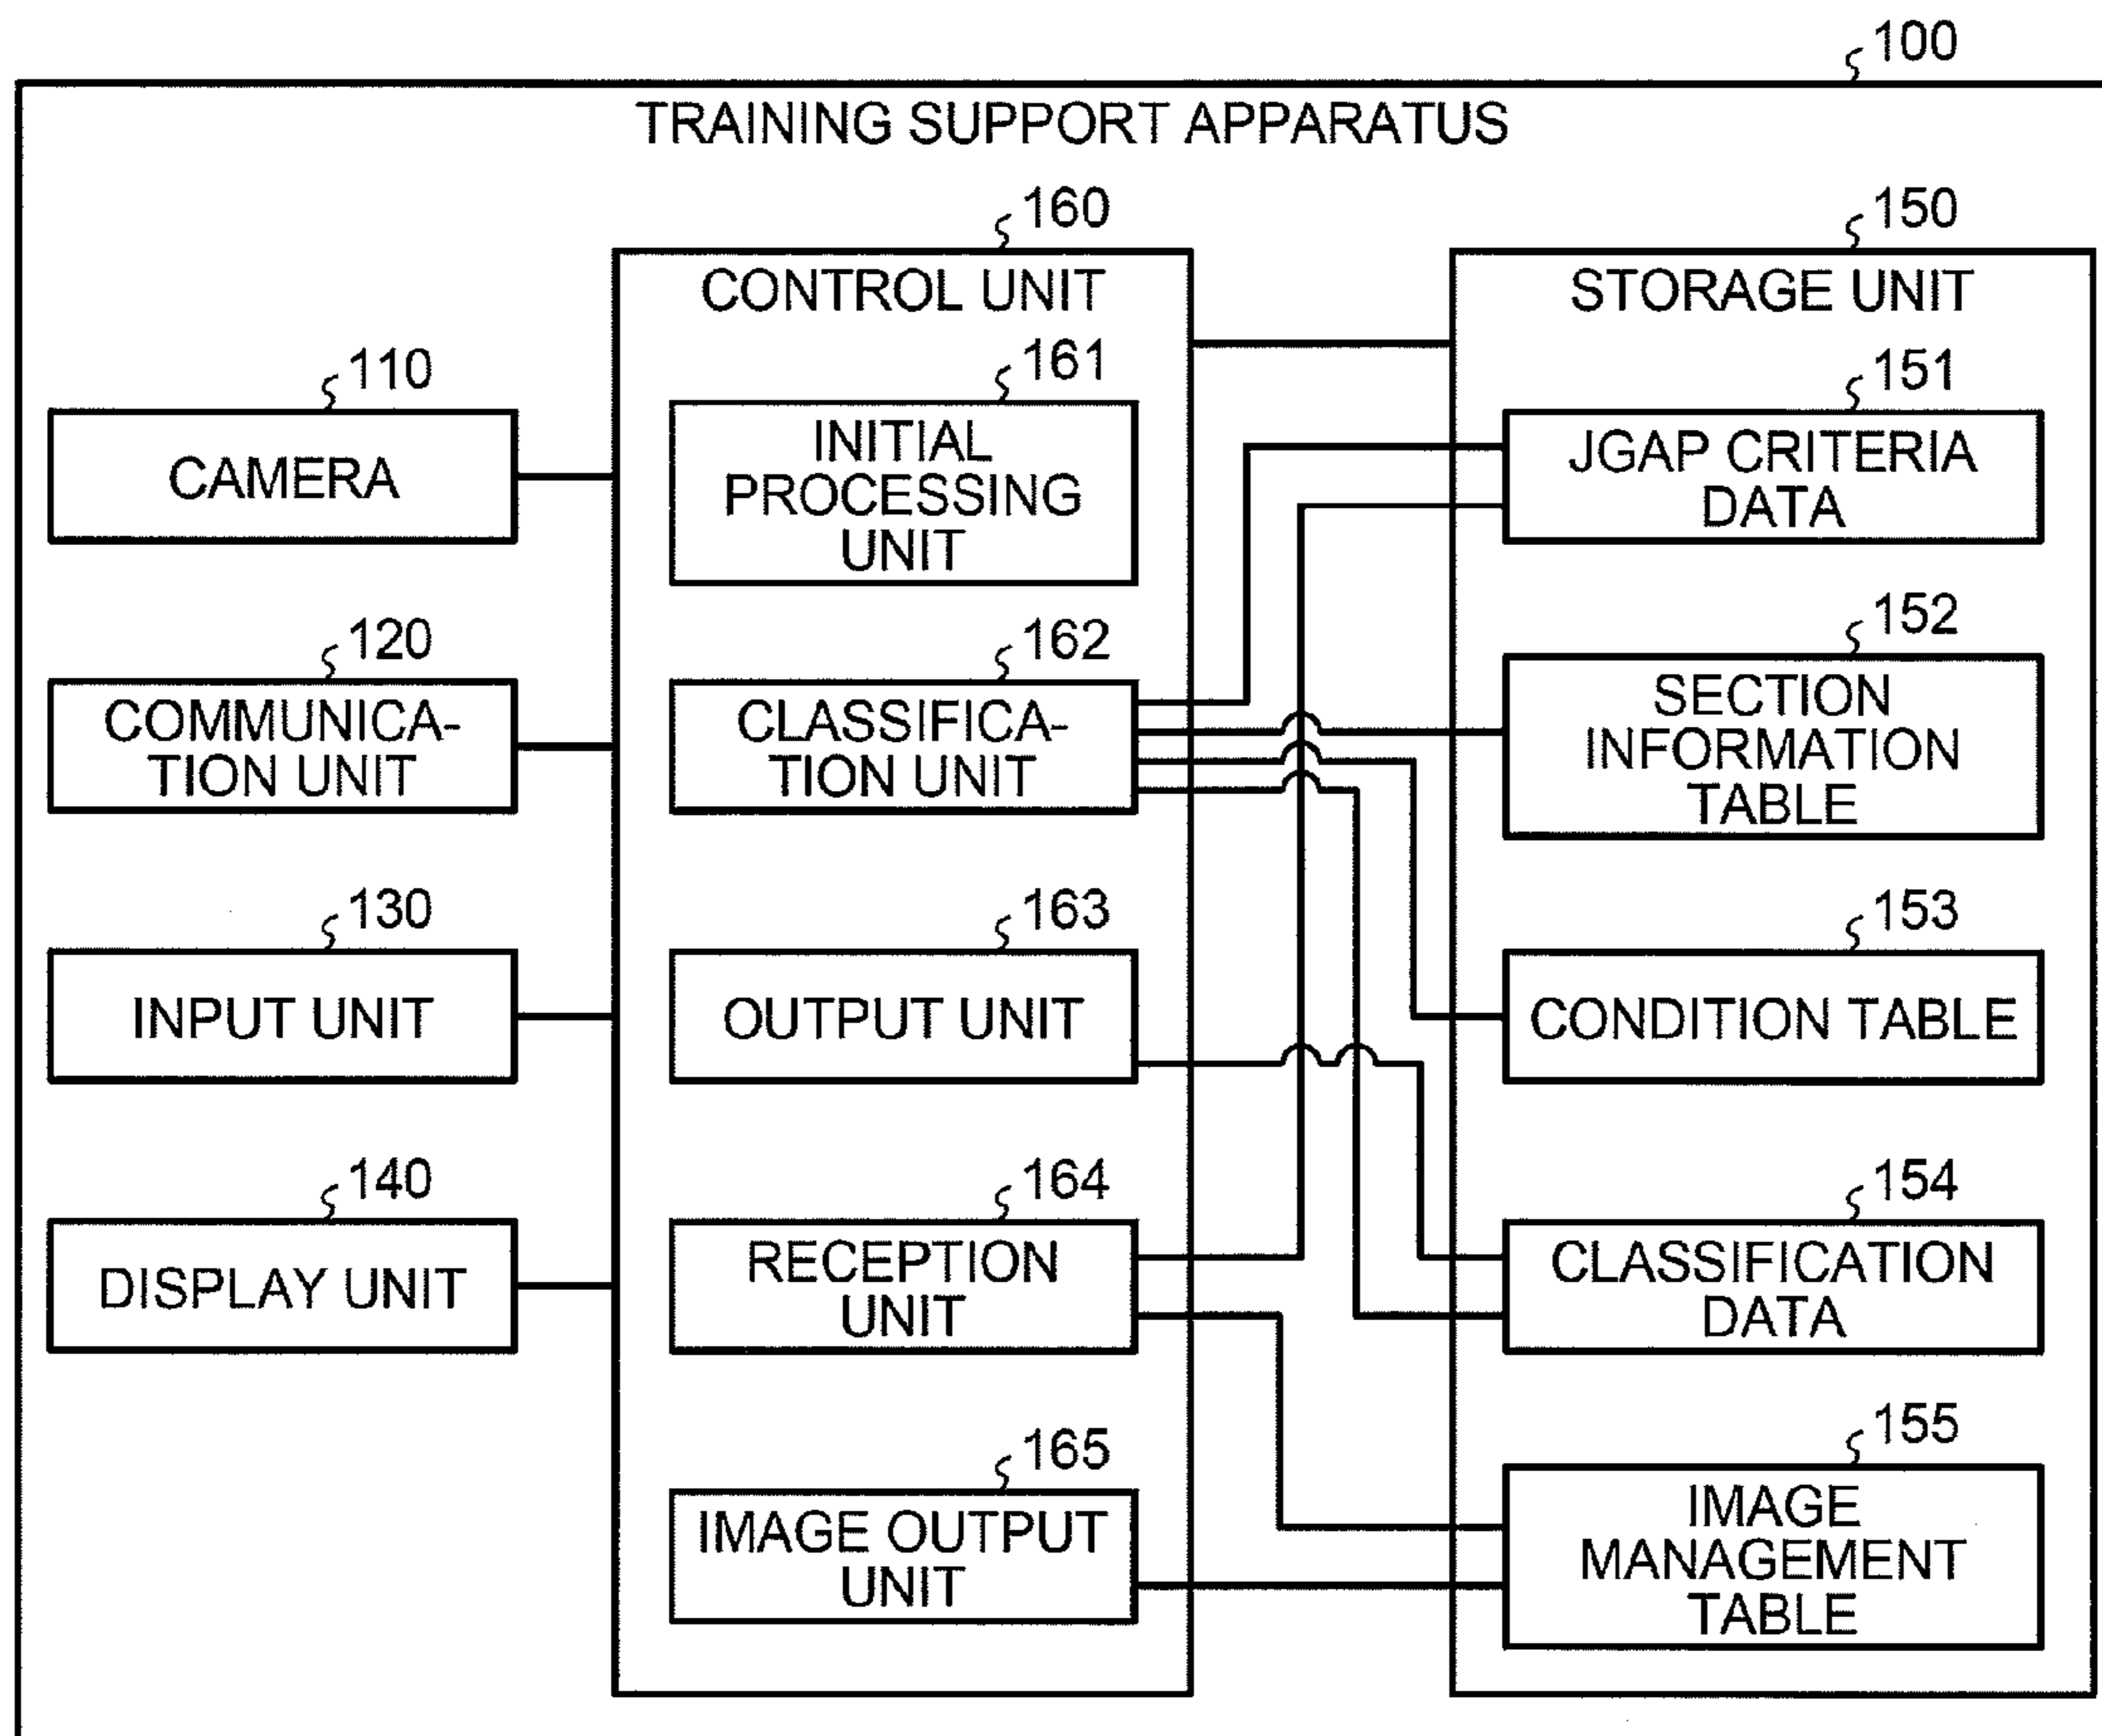 100
TRAINING SUPPORT APPARATUS
160
CONTROL UNIT
150
STORAGE UNIT
110
CAMERA
120
COMMUNICA-
TION UNIT
130
INPUT UNIT
140
DISPLAY UNIT
161
INITIAL
PROCESSING
UNIT
162
CLASSIFICA-
TION UNIT
163
OUTPUT UNIT
164
RECEPTION
UNIT
165
IMAGE OUTPUT
UNIT
151
JGAP CRITERIA
DATA
152
SECTION
INFORMATION
TABLE
153
CONDITION TABLE
154
CLASSIFICATION
DATA
155
IMAGE
MANAGEMENT
TABLE